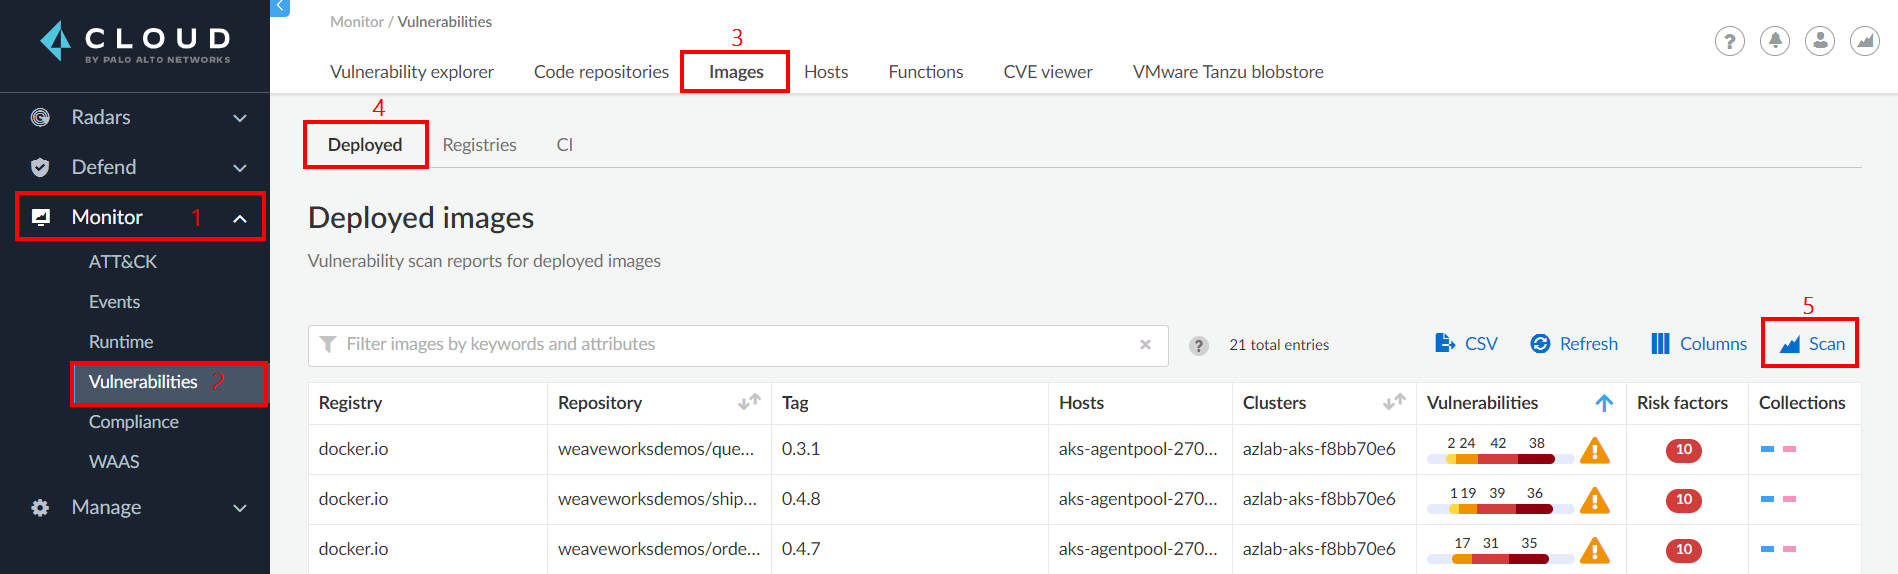 CLOUD
BY PALO ALTO NETWORKS
Radars
Defend
Monitor 1
ATT&CK
Events
Runtime
Vulnerabilities 2
Compliance
WAAS
Manage
Monitor / Vulnerabilities
3
Vulnerability explorer Code repositories Images Hosts Functions CVE viewer VMware Tanzu blobstore
4
Deployed Registries CI
Deployed images
Vulnerability scan reports for deployed images
5
Filter images by keywords and attributes × ? 21 total entries CSV Refresh Columns Scan
Registry Repository Tag Hosts Clusters Vulnerabilities Risk factors Collections
docker.io weaveworksdemos/que... 0.3.1 aks-agentpool-270... azlab-aks-f8bb70e6 2 24 42 38 10
docker.io weaveworksdemos/ship... 0.4.8 aks-agentpool-270... azlab-aks-f8bb70e6 1 19 39 36 10
docker.io weaveworksdemos/orde... 0.4.7 aks-agentpool-270... azlab-aks-f8bb70e6 17 31 35 10